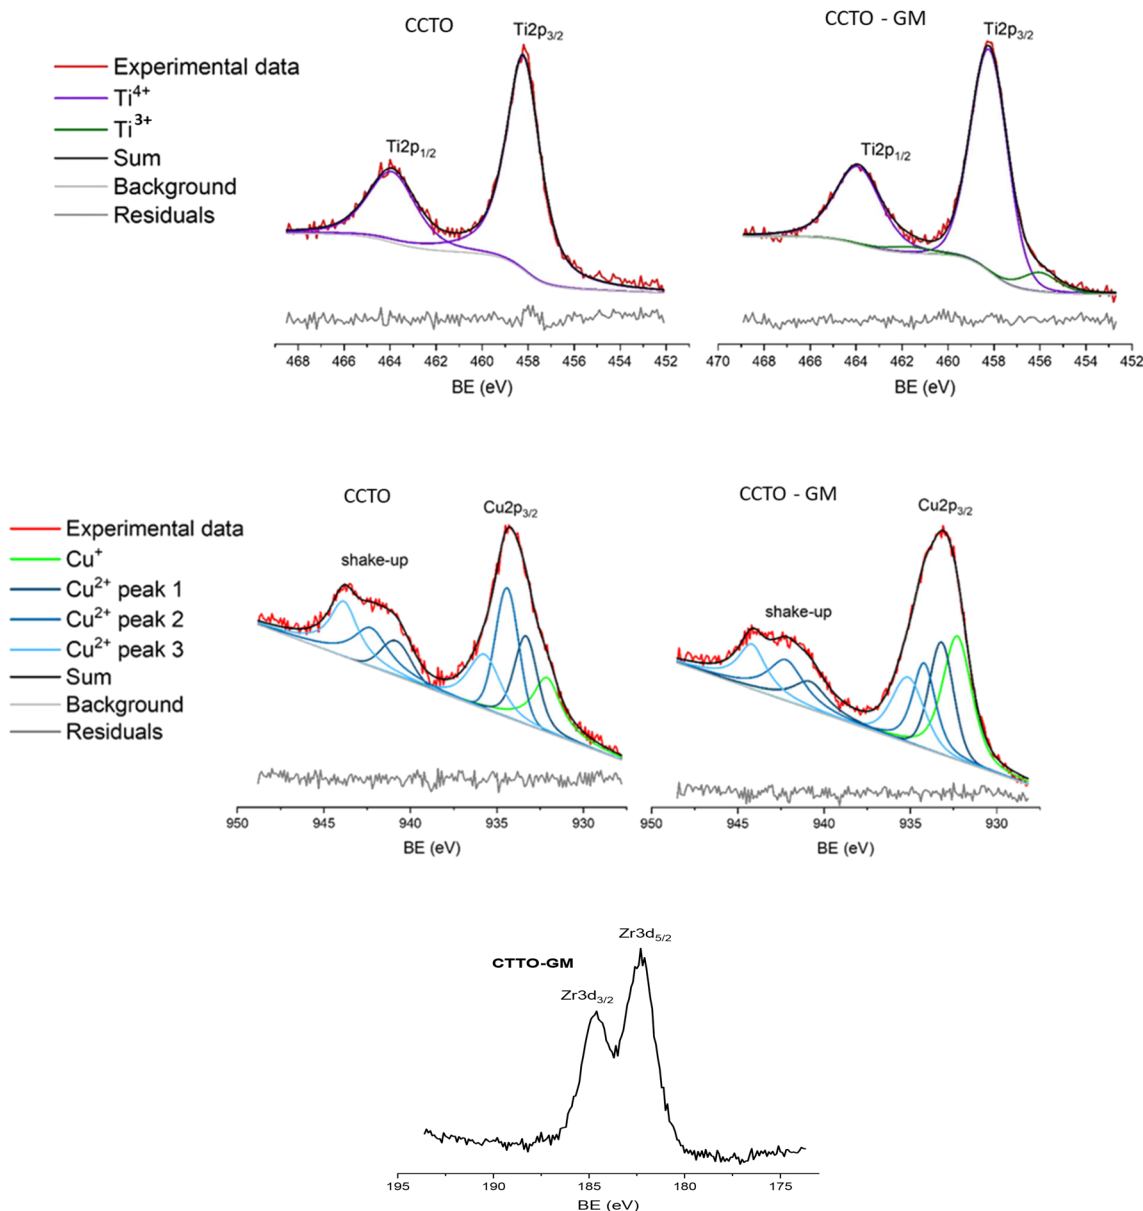 CCTO
CCTO - GM
Ti2p3/2
Ti2p3/2
Experimental data
Ti4+
Ti3+
Sum
Background
Residuals
Ti2p1/2
Ti2p1/2
468 466 464 462 460 458 456 454 452
470 468 466 464 462 460 458 456 454 452
BE (eV)
BE (eV)
CCTO
CCTO - GM
Cu2p3/2
Cu2p3/2
Experimental data
Cu+
Cu2+ peak 1
Cu2+ peak 2
Cu2+ peak 3
Sum
Background
Residuals
shake-up
shake-up
950 945 940 935 930
950 945 940 935 930
BE (eV)
BE (eV)
Zr3d5/2
CTTO-GM
Zr3d3/2
195 190 185 180 175
BE (eV)